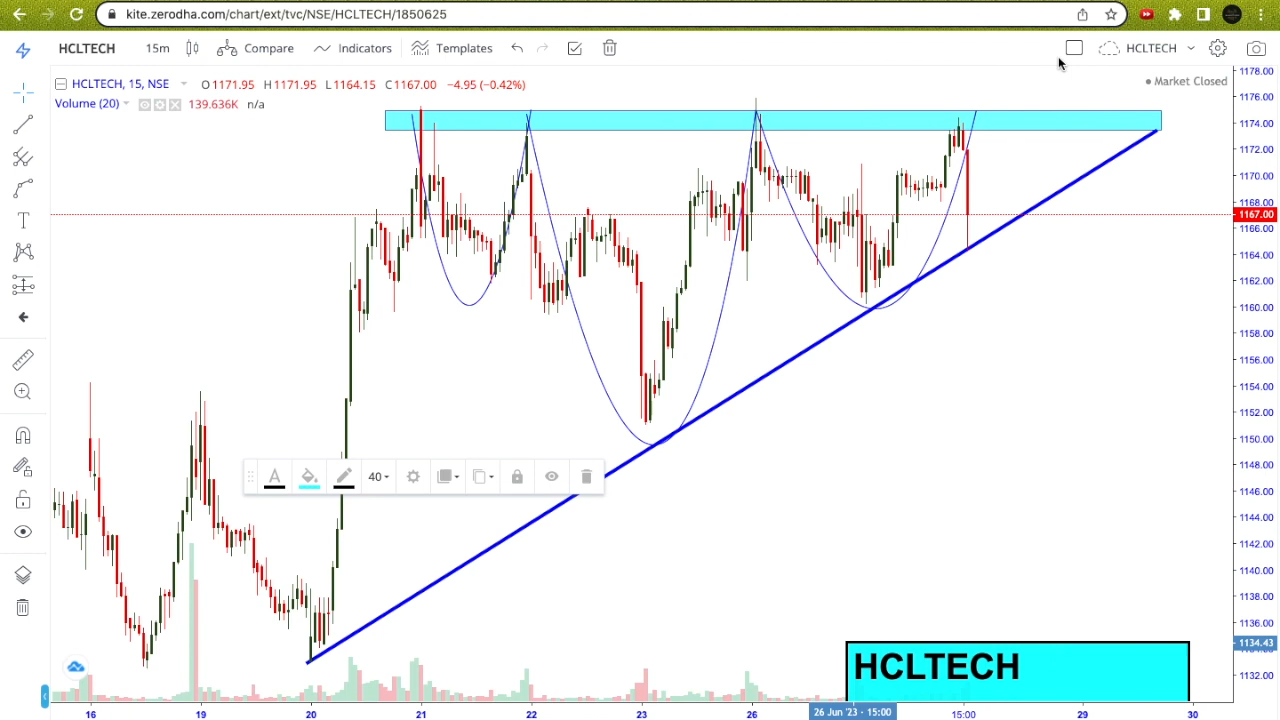 kite.zerodha.com/chart/ext/tvc/NSE/HCLTECH/1850625
HCLTECH 15m Compare Indicators Templates HCLTECH
HCLTECH, 15, NSE O1171.95 H1171.95 L1164.15 C1167.00 −4.95 (−0.42%)
Market Closed
Volume (20) 139.636K n/a
1178.00
1176.00
1174.00
1172.00
1170.00
1168.00
1167.00
1166.00
1164.00
1162.00
1160.00
1158.00
1156.00
1154.00
1152.00
1150.00
1148.00
1146.00
1144.00
1142.00
1140.00
1138.00
1136.00
1134.43
1132.00
T
A 40
HCLTECH
16 19 20 21 22 23 26 26 Jun '23 - 15:00 15:00 29 30